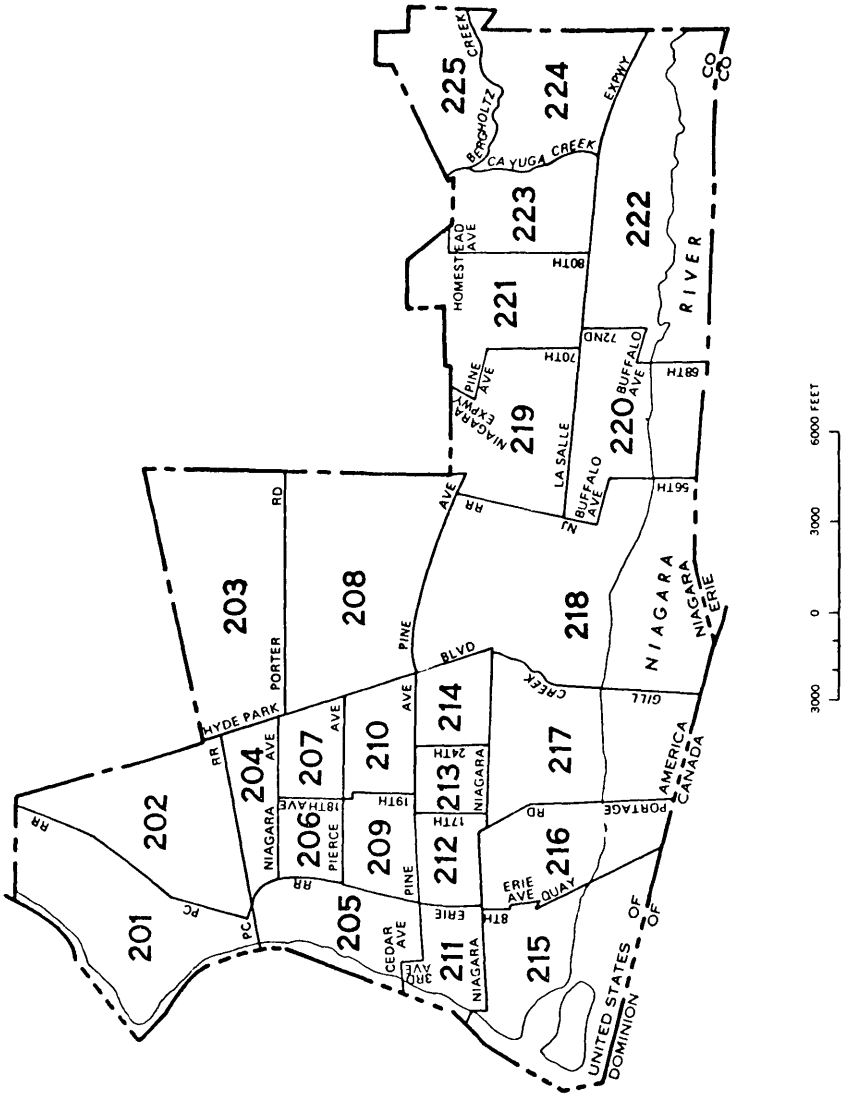 201
202
203
204
205
206
207
208
209
210
211
212
213
214
215
216
217
218
219
220
221
222
223
224
225
RR
PC
PC
RR
HYDE PARK
BLVD
PORTER
RD
NIAGARA
AVE
18TH AVE
PIERCE
AVE
19TH
RR
PINE
AVE
PINE
AVE
CEDAR
AVE
3RD
AVE
ERIE
NIAGARA
8TH
17TH
24TH
NIAGARA
ERIE
AVE
QUAY
PORTAGE
RD
GILL
CREEK
NJ
RR
BUFFALO
AVE
56TH
LA SALLE
EXPWY
NIAGARA
EXPWY
PINE
AVE
70TH
72ND
BUFFALO
AVE
68TH
80TH
HOMESTEAD
AVE
CAYUGA CREEK
BERGHOLTZ
CREEK
NIAGARA
RIVER
NIAGARA
ERIE
CO
CO
UNITED STATES
OF
AMERICA
DOMINION
OF
CANADA
3000
0
3000
6000 FEET